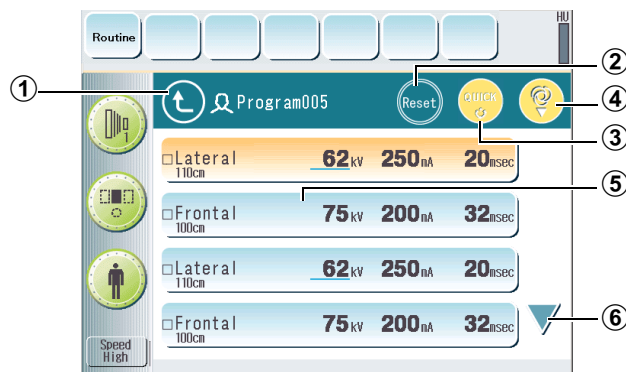 Routine
HU
① Program005 Reset QUICK ② ③ ④
□Lateral 62kV 250mA 20msec
110cm
⑤
□Frontal 75kV 200mA 32msec
100cm
□Lateral 62kV 250mA 20msec
110cm
□Frontal 75kV 200mA 32msec
100cm
⑥
Speed
High